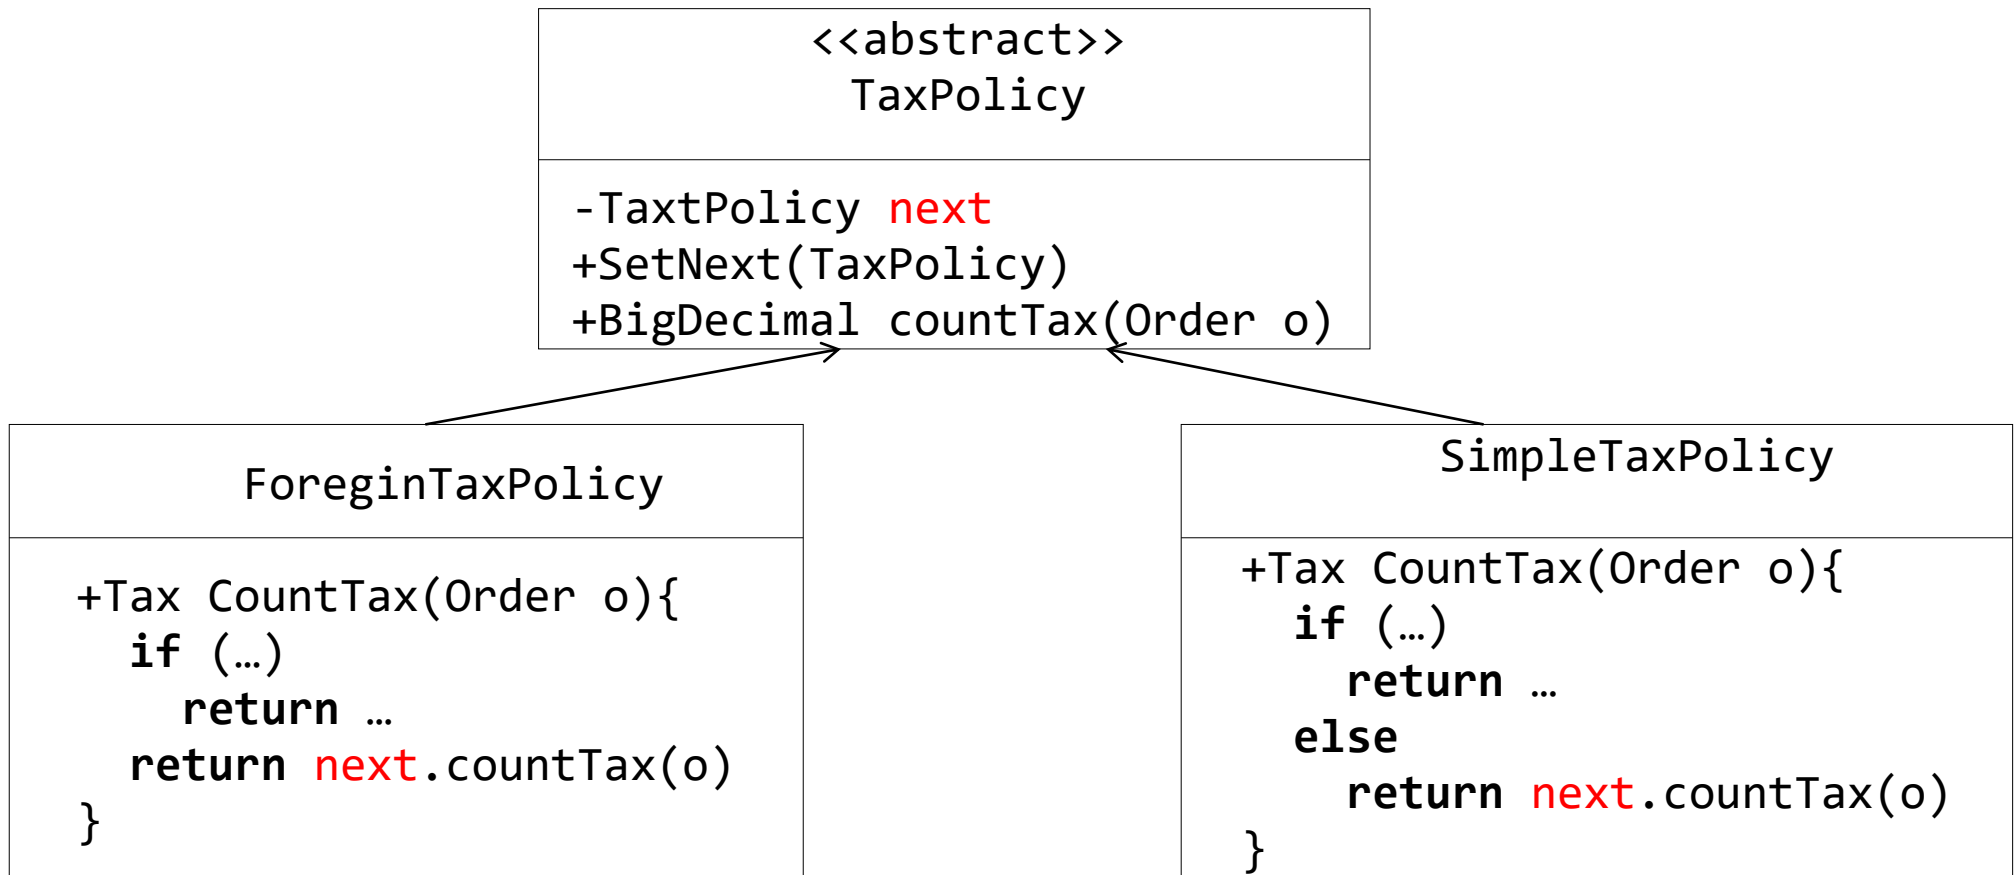 <<abstract>>
TaxPolicy
-TaxtPolicy next
+SetNext(TaxPolicy)
+BigDecimal countTax(Order o)
ForeginTaxPolicy
+Tax CountTax(Order o){
if (…)
return …
return next.countTax(o)
}
SimpleTaxPolicy
+Tax CountTax(Order o){
if (…)
return …
else
return next.countTax(o)
}